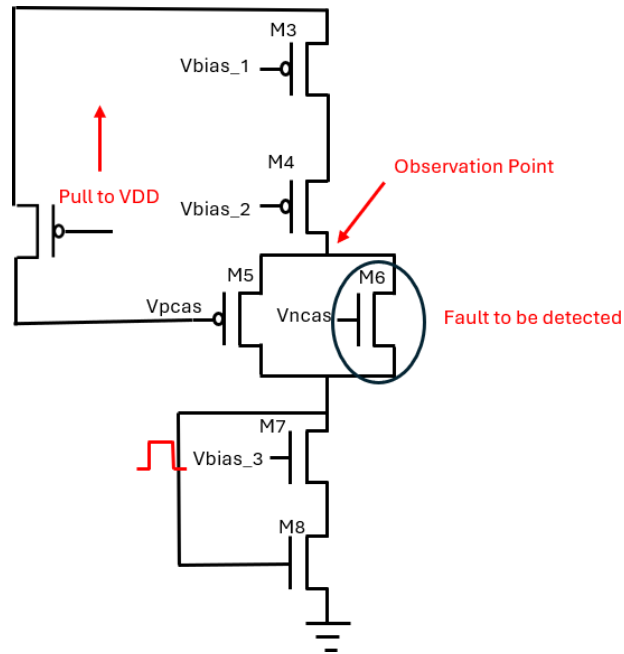 M3
Vbias_1
M4
Observation Point
Pull to VDD
Vbias_2
M5
M6
Vpcas
Vncas
Fault to be detected
M7
Vbias_3
M8